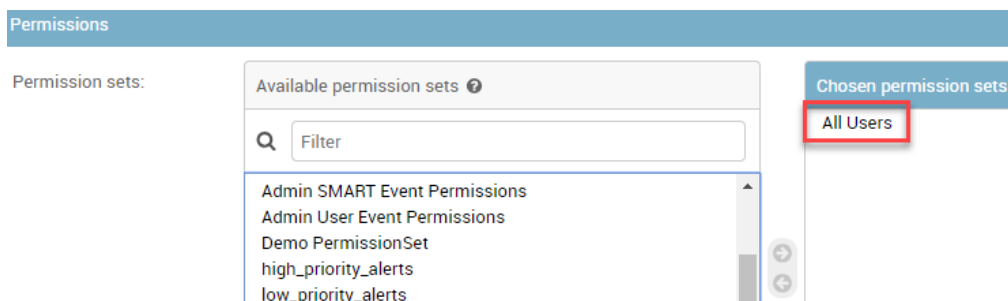 Permissions
Permission sets:
Available permission sets
Filter
Admin SMART Event Permissions
Admin User Event Permissions
Demo PermissionSet
high_priority_alerts
low_priority_alerts
Chosen permission sets
All Users